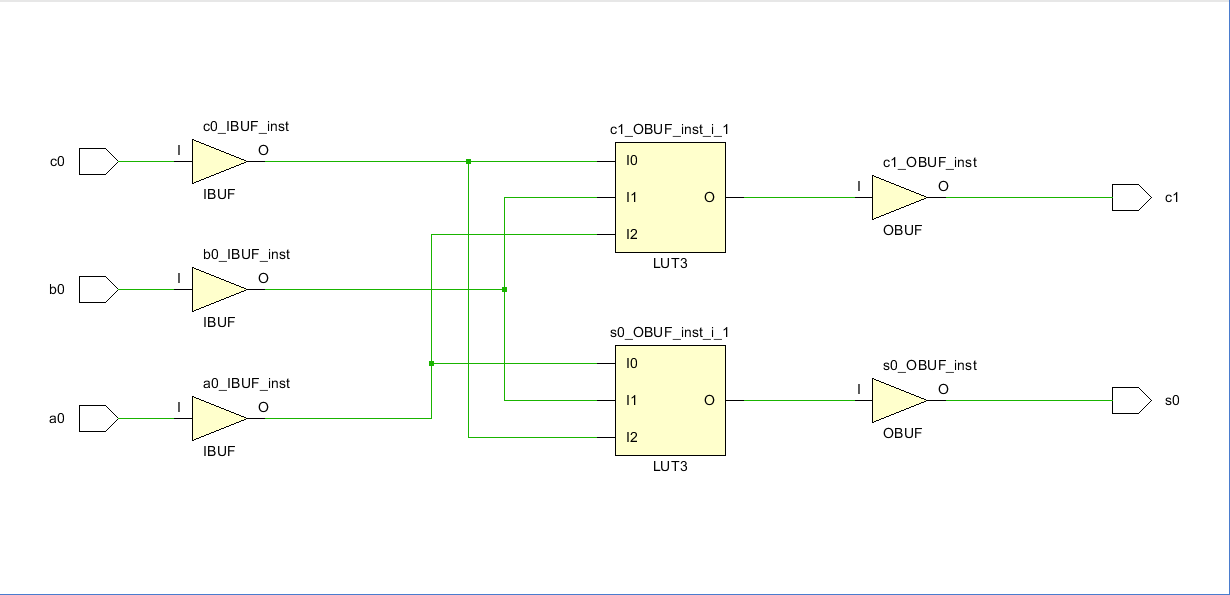 c0_IBUF_inst
c0
I
O
IBUF
c1_OBUF_inst_i_1
I0
I1
I2
O
LUT3
c1_OBUF_inst
I
O
OBUF
c1
b0_IBUF_inst
b0
I
O
IBUF
s0_OBUF_inst_i_1
I0
I1
I2
O
LUT3
s0_OBUF_inst
I
O
OBUF
s0
a0_IBUF_inst
a0
I
O
IBUF